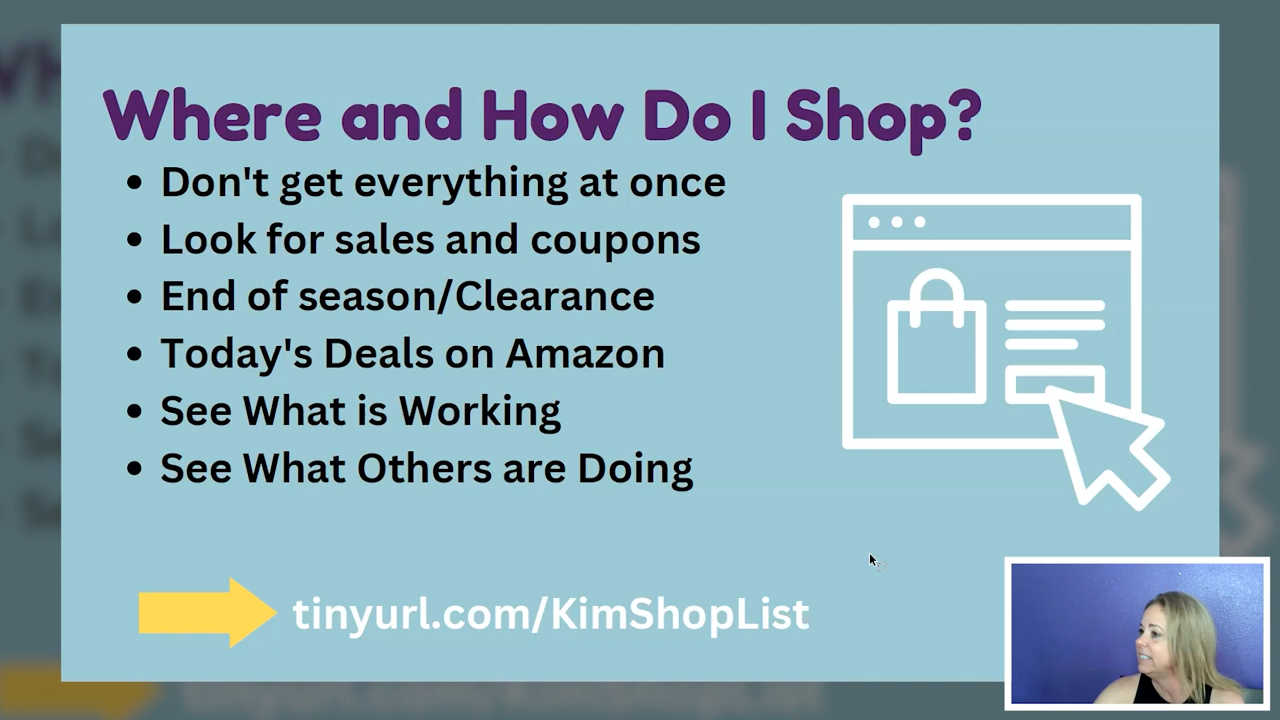 Where and How Do I Shop?
Don't get everything at once
Look for sales and coupons
End of season/Clearance
Today's Deals on Amazon
See What is Working
See What Others are Doing
tinyurl.com/KimShopList